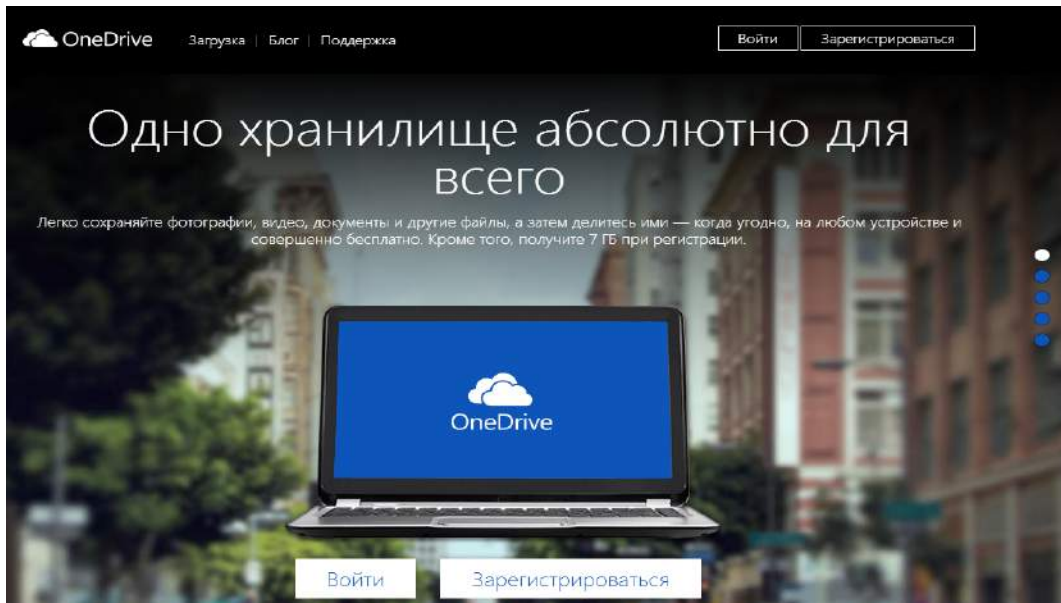 OneDrive
Загрузка | Блог | Поддержка
Войти
Зарегистрироваться
Одно хранилище абсолютно для
всего
Легко сохраняйте фотографии, видео, документы и другие файлы, а затем делитесь ими — когда угодно, на любом устройстве и
совершенно бесплатно. Кроме того, получите 7 ГБ при регистрации.
OneDrive
Войти
Зарегистрироваться